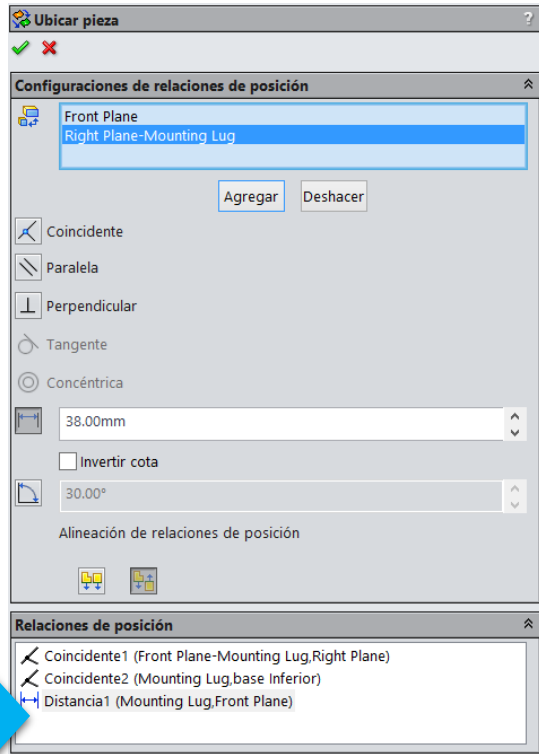 Ubicar pieza
?
Configuraciones de relaciones de posición
Front Plane
Right Plane-Mounting Lug
Agregar Deshacer
Coincidente
Paralela
Perpendicular
Tangente
Concéntrica
38.00mm
Invertir cota
30.00°
Alineación de relaciones de posición
Relaciones de posición
Coincidente1 (Front Plane-Mounting Lug,Right Plane)
Coincidente2 (Mounting Lug,base Inferior)
Distancia1 (Mounting Lug,Front Plane)